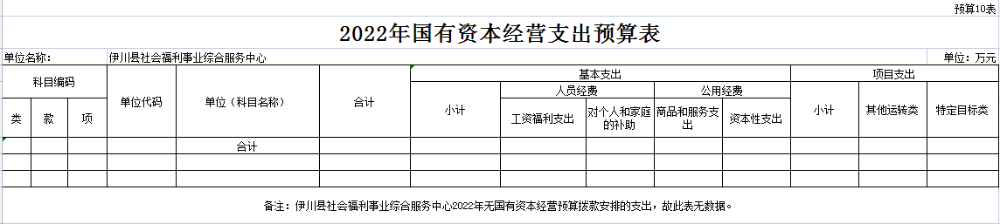 预算10表
2022年国有资本经营支出预算表
单位名称： 伊川县社会福利事业综合服务中心 单位：万元
科目编码 单位代码 单位（科目名称） 合计 基本支出 项目支出
类 款 项 小计 人员经费 公用经费 小计 其他运转类 特定目标类
工资福利支出 对个人和家庭的补助 商品和服务支出 资本性支出
合计
备注：伊川县社会福利事业综合服务中心2022年无国有资本经营预算拨款安排的支出，故此表无数据。